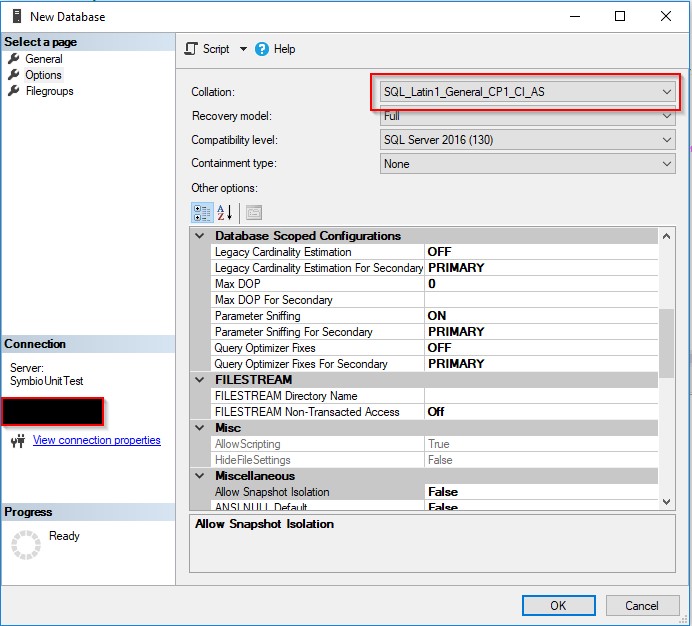 New Database
Select a page
General
Options
Filegroups
Script
Help
Collation: SQL_Latin1_General_CP1_CI_AS
Recovery model: Full
Compatibility level: SQL Server 2016 (130)
Containment type: None
Other options:
A Z
Database Scoped Configurations
Legacy Cardinality Estimation OFF
Legacy Cardinality Estimation For Secondary PRIMARY
Max DOP 0
Max DOP For Secondary
Parameter Sniffing ON
Parameter Sniffing For Secondary PRIMARY
Query Optimizer Fixes OFF
Query Optimizer Fixes For Secondary PRIMARY
FILESTREAM
FILESTREAM Directory Name
FILESTREAM Non-Transacted Access Off
Misc
AllowScripting True
HideFileSettings False
Miscellaneous
Allow Snapshot Isolation False
ANSI NULL Default False
Allow Snapshot Isolation
Connection
Server:
SymbioUnitTest
View connection properties
Progress
Ready
OK
Cancel